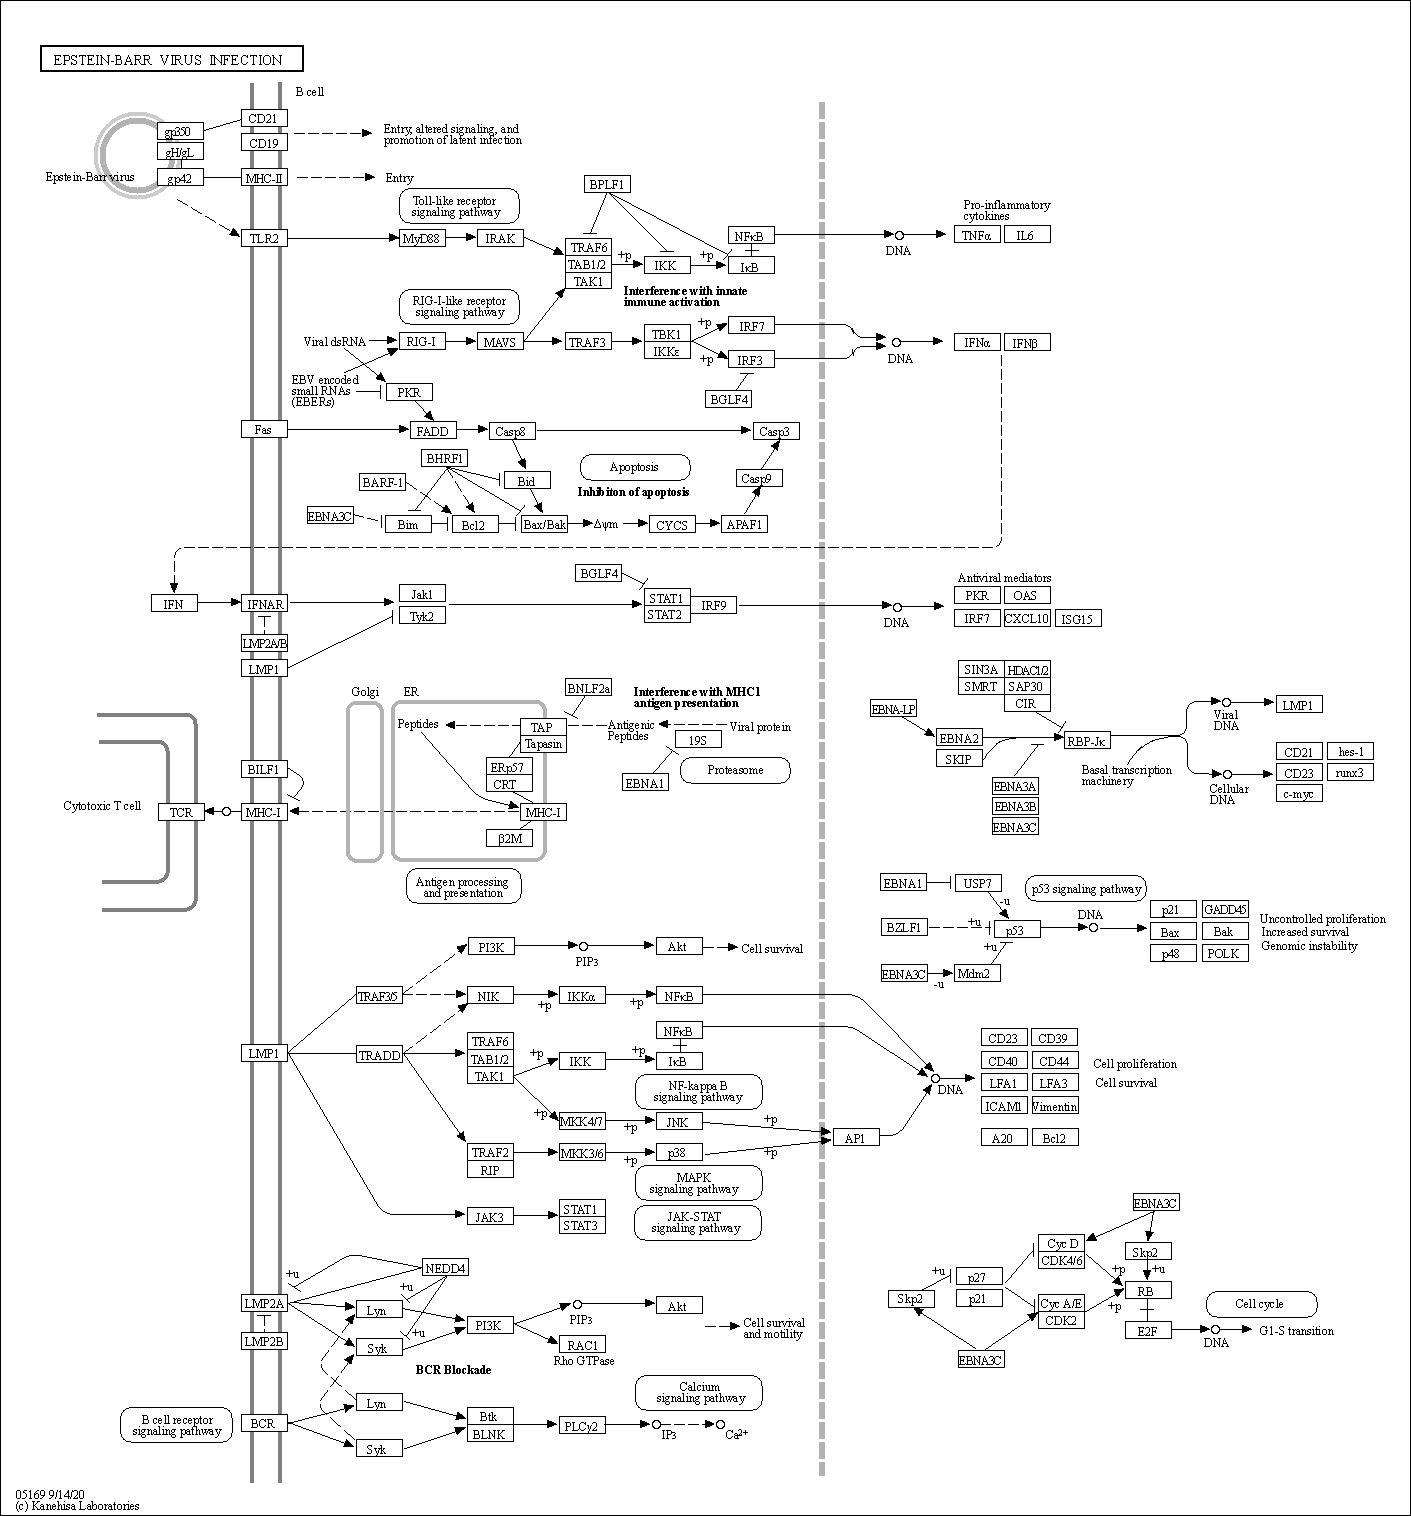 EPSTEIN-BARR VIRUS INFECTION
B cell
CD21
gp350
Entry, altered signaling, and
promotion of latent infection
CD19
gH/gL
Epstein-Barr virus
gp42
MHC-II
Entry
BPLF1
Toll-like receptor
signaling pathway
Pro-inflammatory
cytokines
TLR2
MyD88
IRAK
TRAF6
TAB1/2
TAK1
+p
IKK
+p
NFκB
IκB
DNA
TNFα
IL6
Interference with innate
immune activation
RIG-I-like receptor
signaling pathway
Viral dsRNA
RIG-I
MAVS
TRAF3
TBK1
IKKε
+p
IRF7
+p
IRF3
DNA
IFNα
IFNβ
EBV encoded
small RNAs
(EBERs)
PKR
BGLF4
Fas
FADD
Casp8
Casp3
BHRF1
Apoptosis
BARF-1
Bid
Casp9
Inhibiton of apoptosis
EBNA3C
Bim
Bcl2
Bax/Bak
Δψm
CYCS
APAF1
BGLF4
Antiviral mediators
IFN
IFNAR
Jak1
Tyk2
STAT1
STAT2
IRF9
DNA
PKR
OAS
IRF7
CXCL10
ISG15
LMP2A/B
LMP1
SIN3A
HDAC1/2
SMRT
SAP30
CIR
Golgi
ER
BNLF2a
Interference with MHC1
antigen presentation
EBNA-LP
Viral
DNA
LMP1
Peptides
TAP
Tapasin
Antigenic
Peptides
Viral protein
19S
EBNA2
SKIP
RBP-Jκ
Basal transcription
machinery
CD21
hes-1
CD23
runx3
c-myc
Cellular
DNA
BILF1
ERp57
CRT
EBNA1
Proteasome
EBNA3A
EBNA3B
EBNA3C
Cytotoxic T cell
TCR
MHC-I
MHC-I
β2M
Antigen processing
and presentation
EBNA1
USP7
p53 signaling pathway
-u
BZLF1
+u
p53
+u
DNA
p21
GADD45
Bax
Bak
p48
POLK
Uncontrolled proliferation
Increased survival
Genomic instability
EBNA3C
-u
Mdm2
PI3K
PIP3
Akt
Cell survival
TRAF3/5
NIK
+p
IKKα
+p
NFκB
LMP1
TRADD
TRAF6
TAB1/2
TAK1
+p
IKK
+p
NFκB
IκB
DNA
CD23
CD39
CD40
CD44
LFA1
LFA3
ICAM1
Vimentin
A20
Bcl2
Cell proliferation
Cell survival
NF-kappa B
signaling pathway
+p
MKK4/7
+p
JNK
+p
AP1
TRAF2
RIP
MKK3/6
+p
p38
+p
MAPK
signaling pathway
JAK3
STAT1
STAT3
JAK-STAT
signaling pathway
EBNA3C
Cyc D
CDK4/6
Skp2
+p
+u
NEDD4
+u
+u
+u
LMP2A
Lyn
LMP2B
Syk
PI3K
PIP3
Akt
RAC1
Rho GTPase
Cell survival
and motility
BCR Blockade
+u
Skp2
p27
p21
Cyc A/E
CDK2
+p
RB
E2F
DNA
Cell cycle
G1-S transition
EBNA3C
Calcium
signaling pathway
B cell receptor
signaling pathway
BCR
Lyn
Syk
Btk
BLNK
PLCγ2
IP3
Ca2+
05169 9/14/20
(c) Kanehisa Laboratories